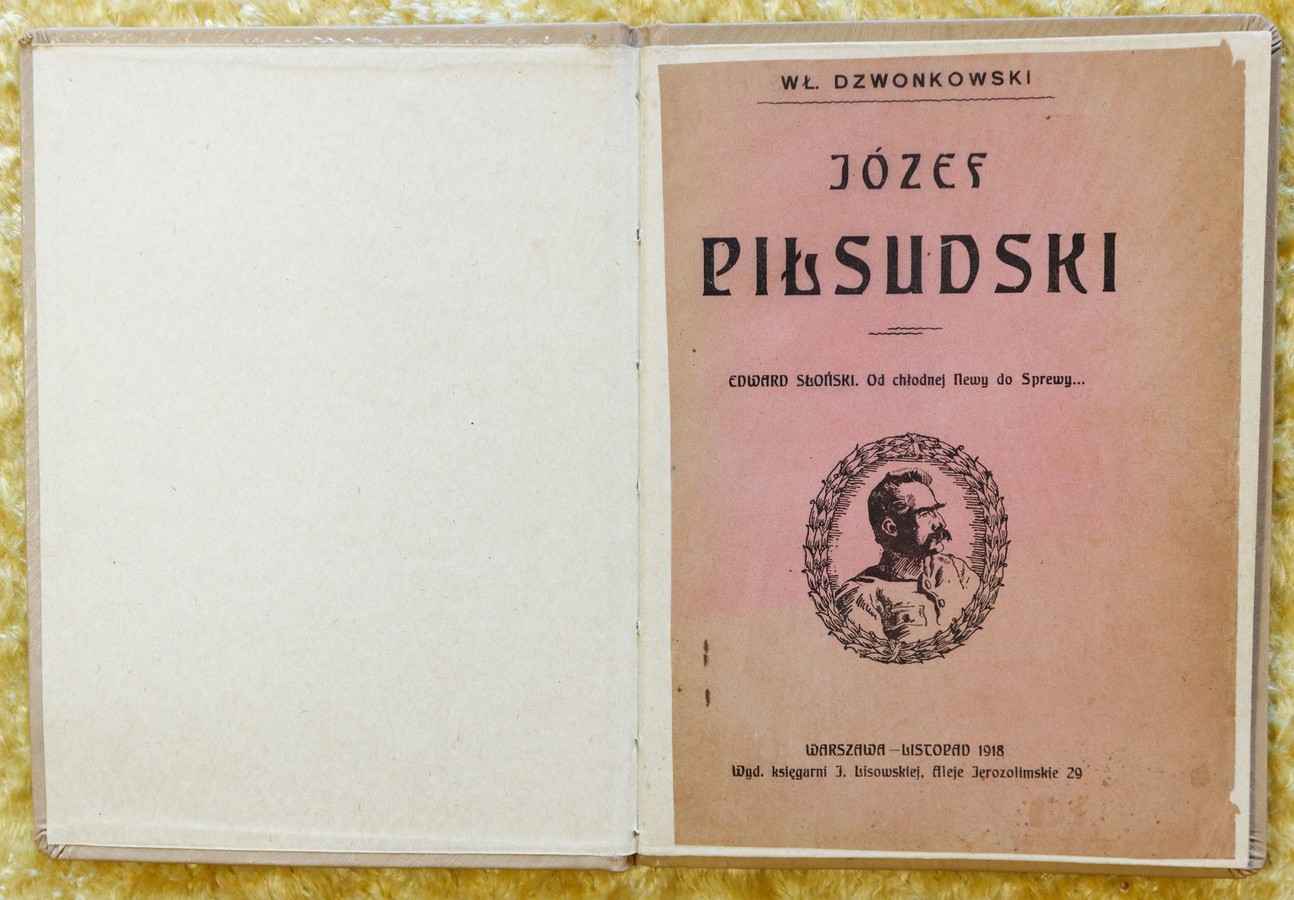 WŁ. DZWONKOWSKI
JÓZEF
PIŁSUDSKI
EDWARD SŁOŃSKI. Od chłodnej Newy do Sprewy...
WARSZAWA — LISTOPAD 1918
Wyd. księgarni J. Lisowskiej, Aleje Jerozolimskie 29